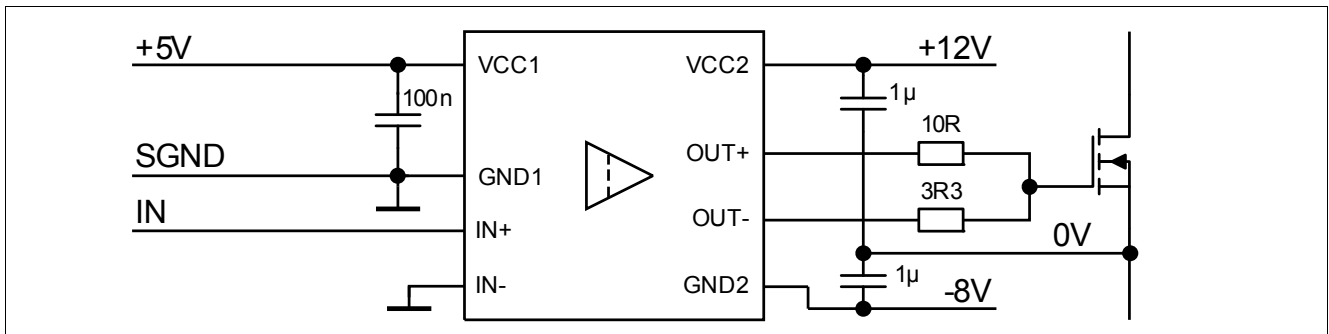 +5V
VCC1
VCC2
+12V
100n
1µ
10R
SGND
GND1
OUT+
3R3
IN
IN+
OUT-
0V
IN-
GND2
1µ
-8V